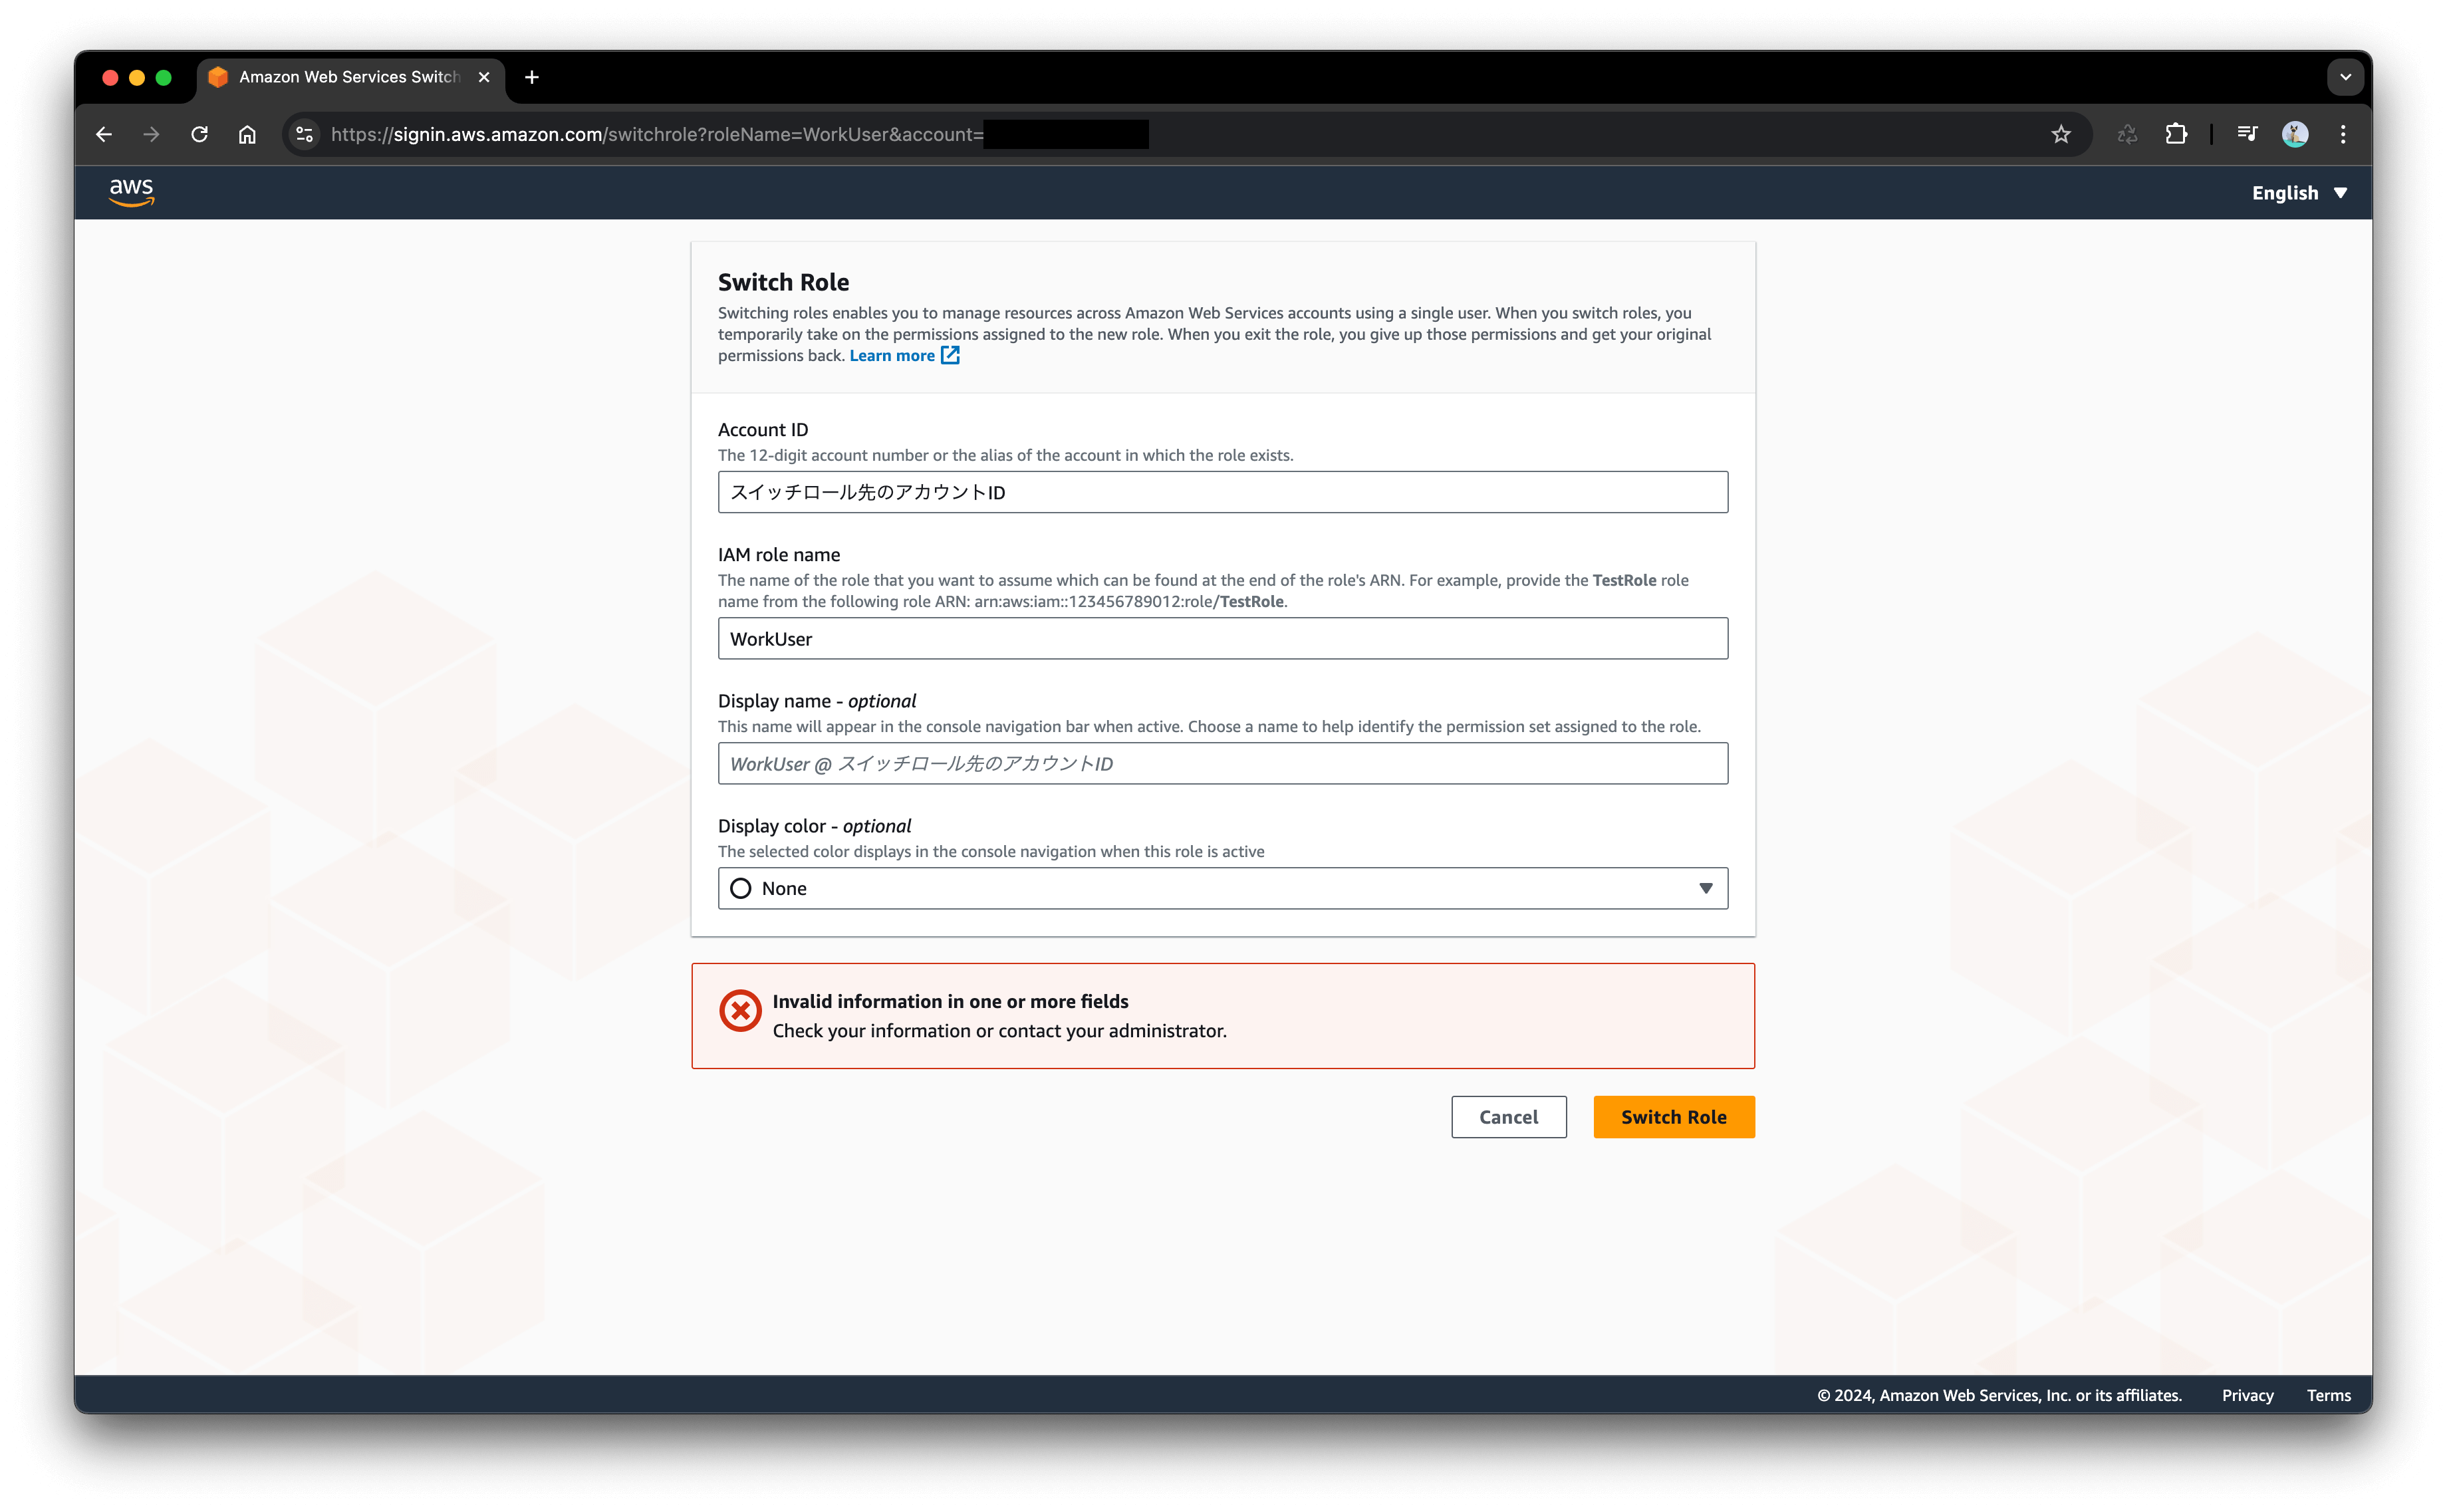 Amazon Web Services Switch
https://signin.aws.amazon.com/switchrole?roleName=WorkUser&account=
aws
English
Switch Role
Switching roles enables you to manage resources across Amazon Web Services accounts using a single user. When you switch roles, you
temporarily take on the permissions assigned to the new role. When you exit the role, you give up those permissions and get your original
permissions back. Learn more
Account ID
The 12-digit account number or the alias of the account in which the role exists.
スイッチロール先のアカウントID
IAM role name
The name of the role that you want to assume which can be found at the end of the role's ARN. For example, provide the TestRole role
name from the following role ARN: arn:aws:iam::123456789012:role/TestRole.
WorkUser
Display name - optional
This name will appear in the console navigation bar when active. Choose a name to help identify the permission set assigned to the role.
WorkUser @ スイッチロール先のアカウントID
Display color - optional
The selected color displays in the console navigation when this role is active
None
Invalid information in one or more fields
Check your information or contact your administrator.
Cancel
Switch Role
© 2024, Amazon Web Services, Inc. or its affiliates.
Privacy
Terms